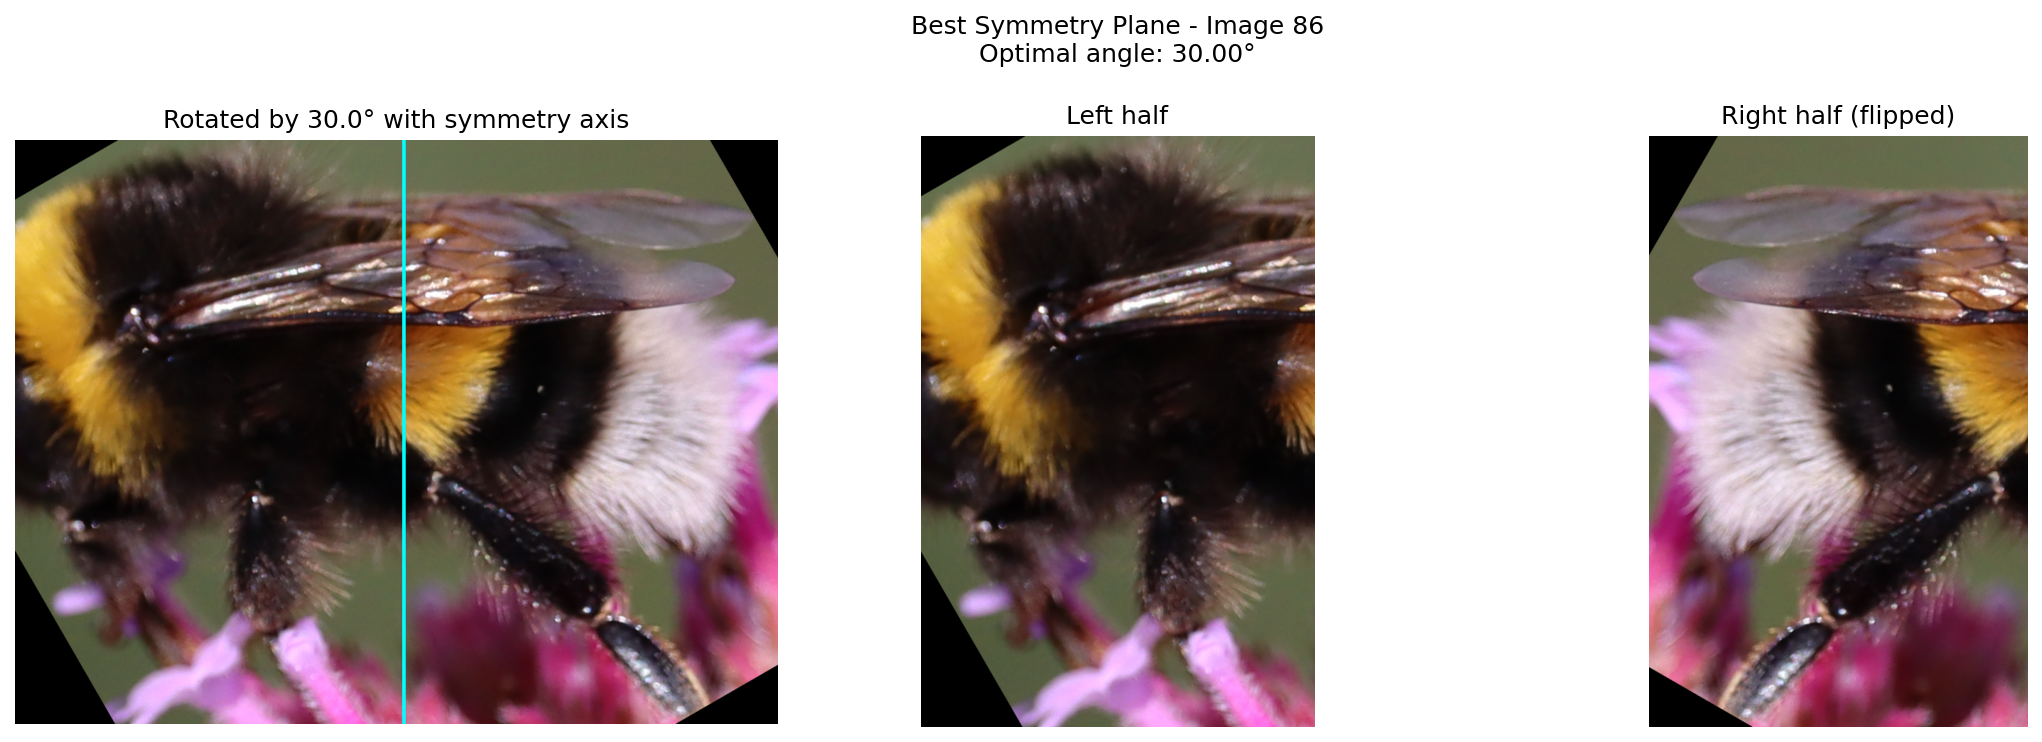 Best Symmetry Plane - Image 86
Optimal angle: 30.00°
Rotated by 30.0° with symmetry axis
Left half
Right half (flipped)